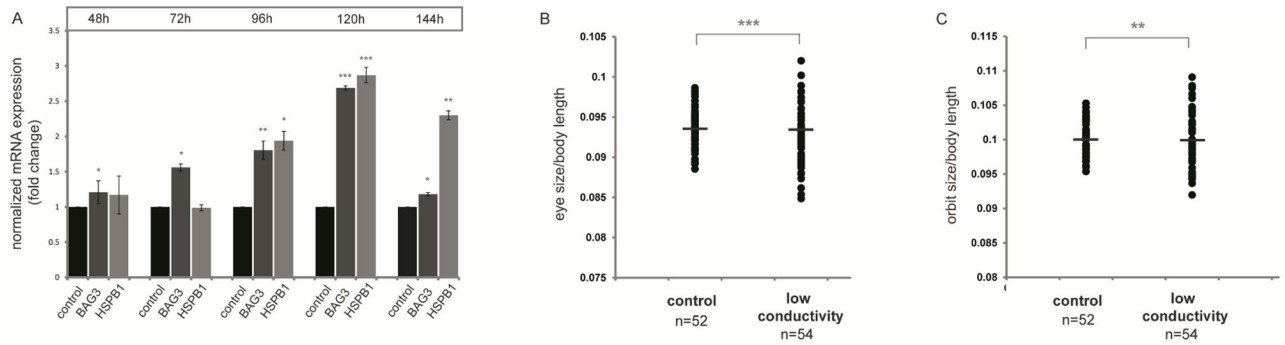 A
48h 72h 96h 120h 144h
normalized mRNA expression
(fold change)
3.5
3
2.5
2
1.5
1
0.5
0
* * ** * *** *** * **
control BAG3 HSPB1 control BAG3 HSPB1 control BAG3 HSPB1 control BAG3 HSPB1 control BAG3 HSPB1
B
***
eye size/body length
0.105
0.1
0.095
0.09
0.085
0.08
0.075
control
n=52
low
conductivity
n=54
C
**
orbit size/body length
0.115
0.11
0.105
0.1
0.095
0.09
0.085
0.08
control
n=52
low
conductivity
n=54